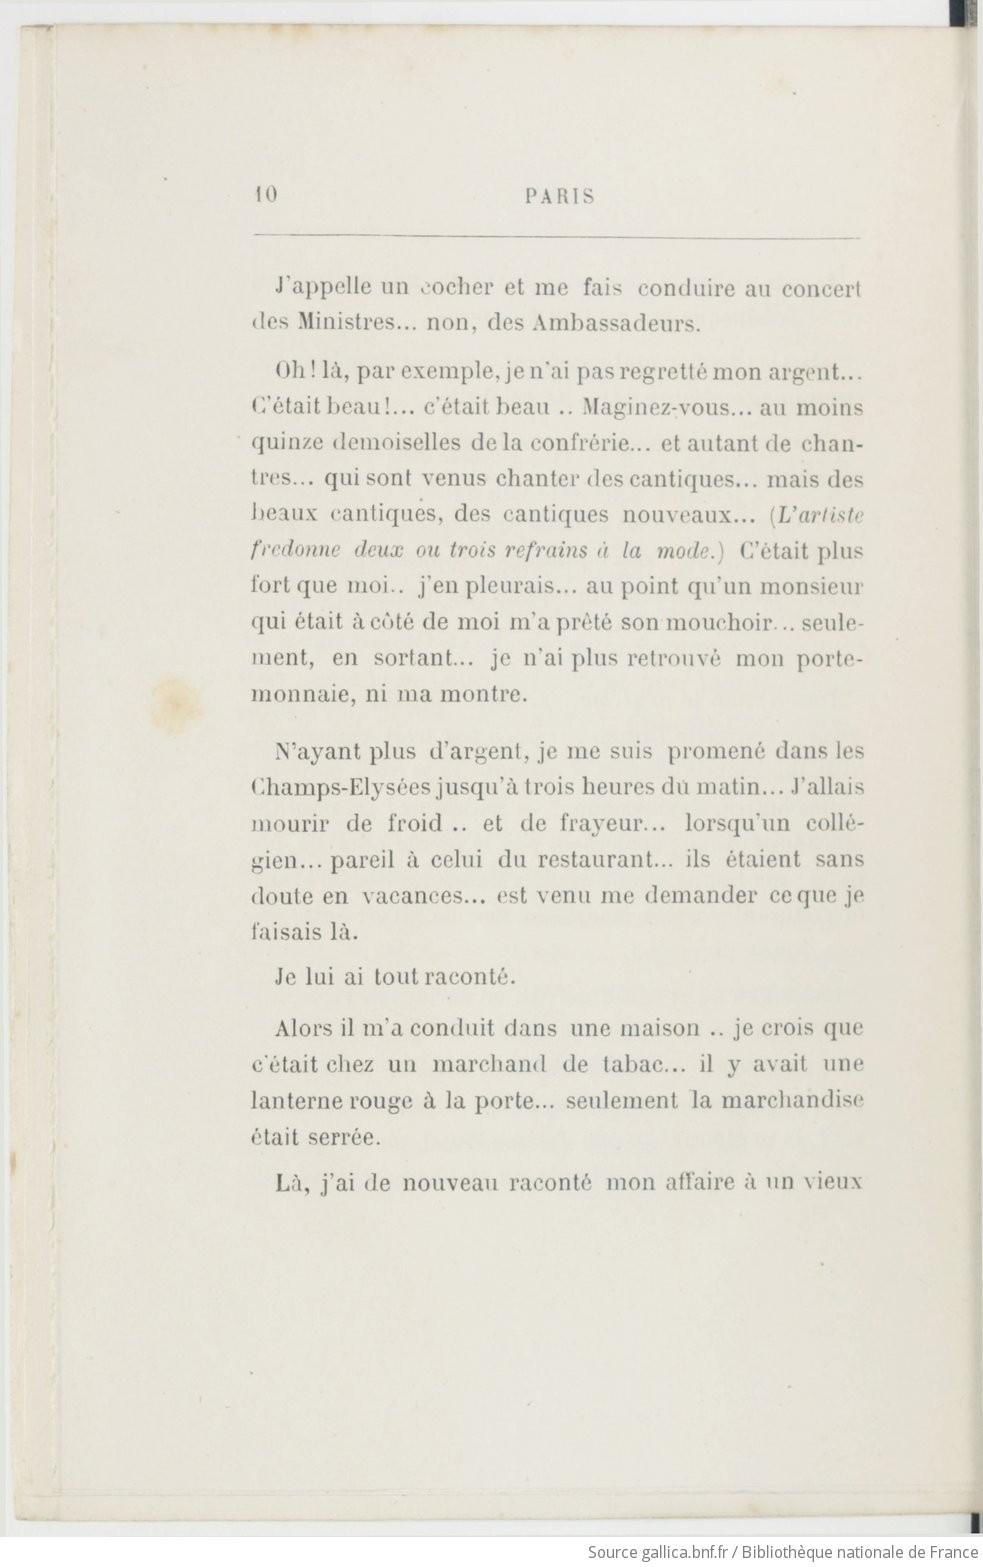 10
PARIS
J'appelle un cocher et me fais conduire au concert
des Ministres... non, des Ambassadeurs.
Oh! là, par exemple, je n'ai pas regretté mon argent...
C'était beau!... c'était beau .. Maginez-vous... au moins
quinze demoiselles de la confrérie... et autant de chan-
tres... qui sont venus chanter des cantiques... mais des
beaux cantiques, des cantiques nouveaux... (L'artiste
fredonne deux ou trois refrains à la mode.) C'était plus
fort que moi.. j'en pleurais... au point qu'un monsieur
qui était à côté de moi m'a prêté son mouchoir... seule-
ment, en sortant... je n'ai plus retrouvé mon porte-
monnaie, ni ma montre.
N'ayant plus d'argent, je me suis promené dans les
Champs-Elysées jusqu'à trois heures du matin... J'allais
mourir de froid .. et de frayeur... lorsqu'un collé-
gien... pareil à celui du restaurant... ils étaient sans
doute en vacances... est venu me demander ce que je
faisais là.
Je lui ai tout raconté.
Alors il m'a conduit dans une maison .. je crois que
c'était chez un marchand de tabac... il y avait une
lanterne rouge à la porte... seulement la marchandise
était serrée.
Là, j'ai de nouveau raconté mon affaire à un vieux
Source gallica.bnf.fr / Bibliothèque nationale de France